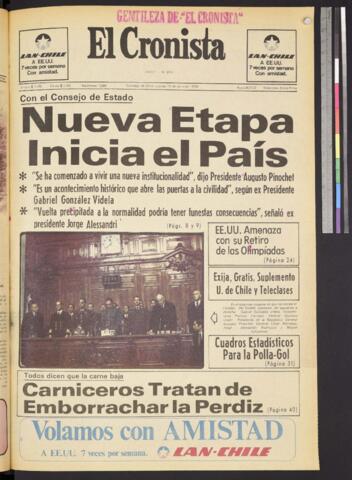 GENTILEZA DE "EL CRONISTA"
LAN-CHILE
A EE.UU.
7 veces por semana
Con amistad.
El Cronista
LAN-CHILE
A EE.UU.
7 veces por semana
Con amistad.
Con el Consejo de Estado
Nueva Etapa
Inicia el País
* "Se ha comenzado a vivir una nueva institucionalidad", dijo Presidente Augusto Pinochet
* "Es un acontecimiento histórico que abre las puertas a la civilidad", según ex Presidente
Gabriel González Videla
* "Vuelta precipitada a la normalidad podría tener funestas consecuencias", señaló ex
presidente Jorge Alessandri
(Págs. 8 y 9)
EE.UU. Amenaza
con su Retiro
de las Olimpíadas
(Página 24)
Exija, Gratis, Suplemento
U. de Chile y Teleclases
Cuadros Estadísticos
Para la Polla-Gol
(Página 31)
Todos dicen que la carne baja
Carniceros Tratan de
Emborrachar la Perdiz
(Página 40)
Volamos con AMISTAD
A EE.UU. 7 veces por semana.
LAN-CHILE